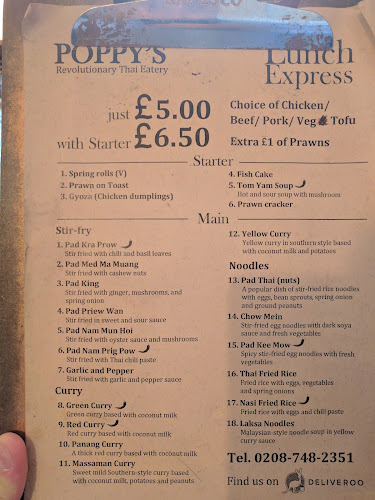 POPPY'S
Revolutionary Thai Eatery
Lunch
Express
just £5.00
with Starter £6.50
Choice of Chicken/
Beef/ Pork/ Veg & Tofu
Extra £1 of Prawns
Starter
1. Spring rolls (V)
2. Prawn on Toast
3. Gyoza (Chicken dumplings)
4. Fish Cake
5. Tom Yam Soup
Hot and sour soup with mushroom
6. Prawn cracker
Main
Stir-fry
1. Pad Kra Prow
Stir fried with chili and basil leaves
2. Pad Med Ma Muang
Stir fried with cashew nuts
3. Pad King
Stir fried with ginger, mushrooms, and
spring onion
4. Pad Priew Wan
Stir fried in sweet and sour sauce
5. Pad Nam Mun Hoi
Stir fried with oyster sauce and mushrooms
6. Pad Nam Prig Pow
Stir fried with Thai chili paste
7. Garlic and Pepper
Stir fried with garlic and pepper sauce
Curry
8. Green Curry
Green curry based with coconut milk
9. Red Curry
Red curry based with coconut milk
10. Panang Curry
A thick red curry based with coconut milk
11. Massaman Curry
Sweet mild Southern-style curry based
with coconut milk, potatoes and peanuts
12. Yellow Curry
Yellow curry in southern style based
with coconut milk and potatoes
Noodles
13. Pad Thai (nuts)
A popular dish of stir-fried rice noodles
with eggs, bean sprouts, spring onion
and ground peanuts
14. Chow Mein
Stir-fried egg noodles with dark soya
sauce and fresh vegetables
15. Pad Kee Mow
Spicy stir-fried egg noodles with fresh
vegetables
16. Thai Fried Rice
Fried rice with eggs, vegetables
and spring onions
17. Nasi Fried Rice
Fried rice with eggs and chili paste
18. Laksa Noodles
Malaysian-style noodle soup in yellow
curry sauce
Tel. 0208-748-2351
Find us on DELIVEROO